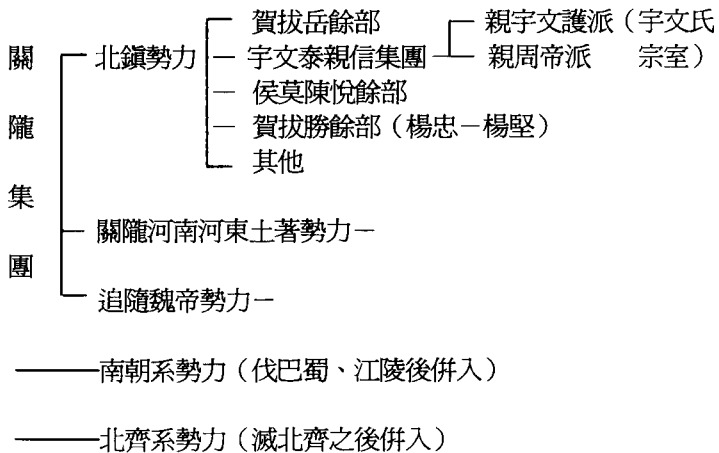 關隴集團
北鎮勢力
賀拔岳餘部
宇文泰親信集團
親宇文護派（宇文氏
親周帝派　宗室）
侯莫陳悅餘部
賀拔勝餘部（楊忠－楊堅）
其他
關隴河南河東土著勢力－
追隨魏帝勢力－
南朝系勢力（伐巴蜀、江陵後併入）
北齊系勢力（滅北齊之後併入）